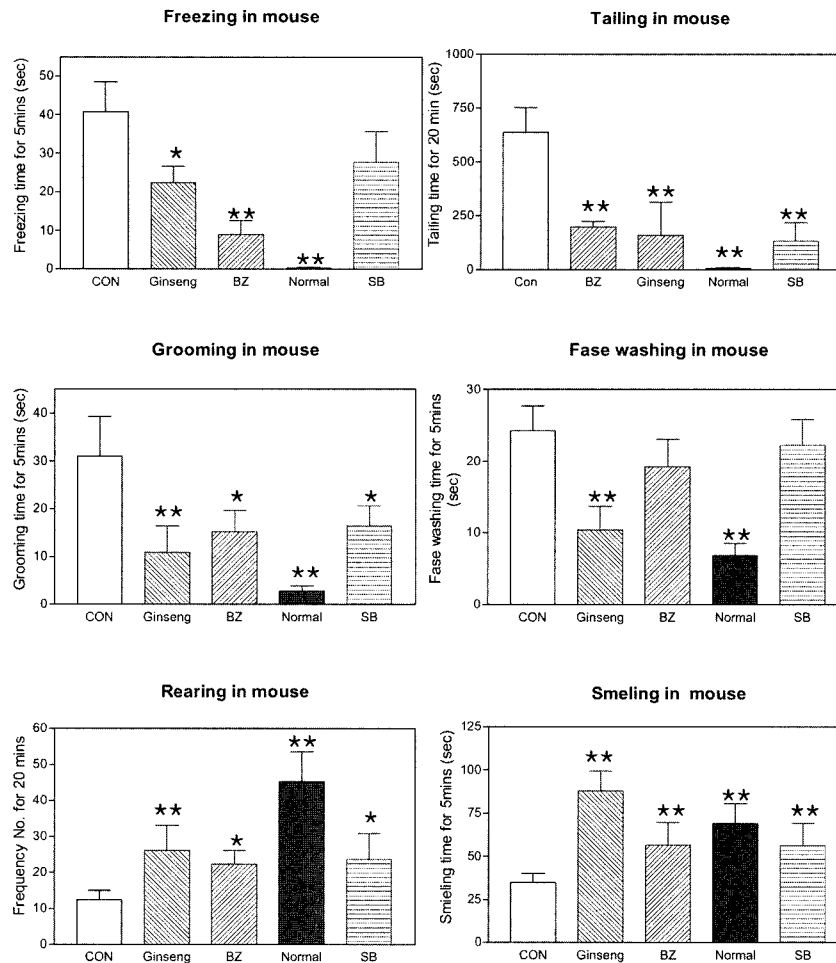 Freezing in mouse
Freezing time for 5mins (sec)
50
40
30
20
10
0
*
**
**
CON Ginseng BZ Normal SB
Tailing in mouse
Tailing time for 20 min (sec)
1000
750
500
250
0
** ** ** **
Con BZ Ginseng Normal SB
Grooming in mouse
Grooming time for 5mins (sec)
40
30
20
10
0
** * ** *
CON Ginseng BZ Normal SB
Fase washing in mouse
Fase washing time for 5mins
(sec)
30
20
10
0
** **
CON Ginseng BZ Normal SB
Rearing in mouse
Frequency No. for 20 mins
60
50
40
30
20
10
0
** * ** *
CON Ginseng BZ Normal SB
Smeling in mouse
Smieling time for 5mins (sec)
125
100
75
50
25
0
** ** ** **
CON Ginseng BZ Normal SB